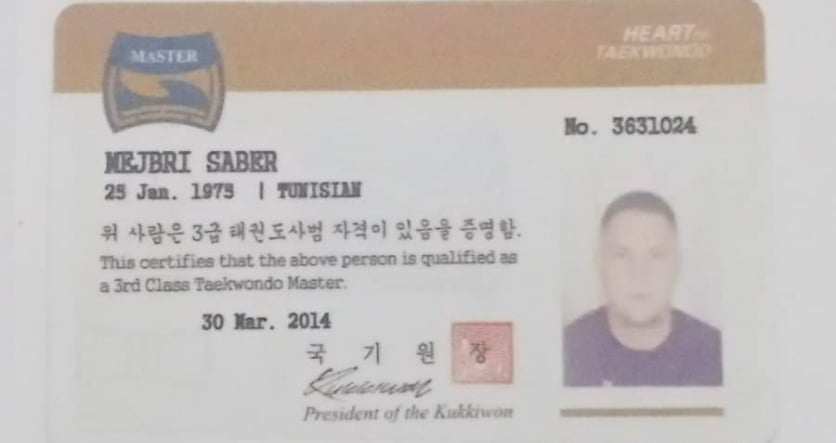 MASTER
HEART
TAEKWONDO
No. 3631024
MEJBRI SABER
25 Jan. 1975 | TUNISIAN
위 사람은 3급 태권도사범 자격이 있음을 증명함.
This certifies that the above person is qualified as
a 3rd Class Taekwondo Master.
30 Mar. 2014
국 기 원 장
President of the Kukkiwon